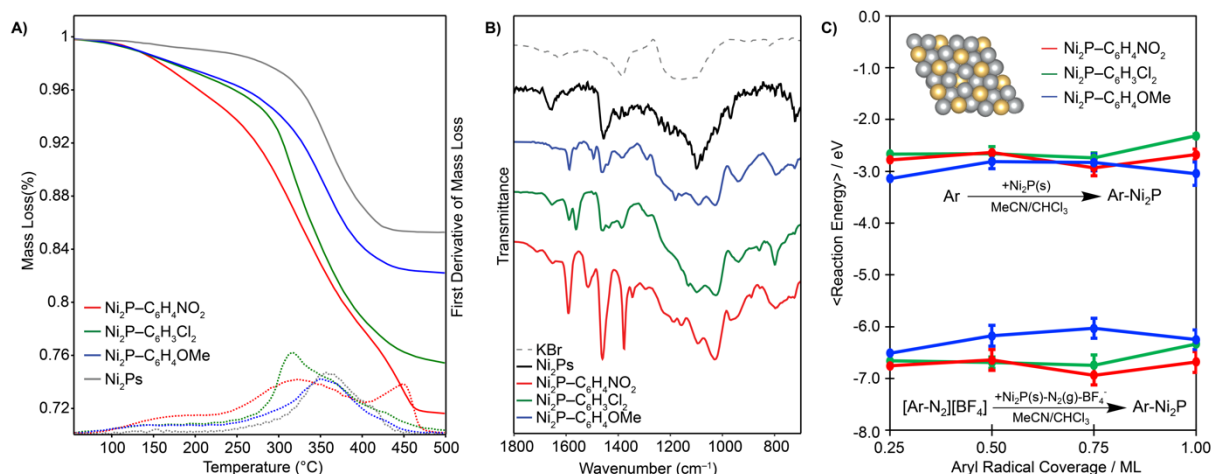 A)
1
0.96
0.92
0.88
0.84
0.8
0.76
0.72
Mass Loss(%)
Ni₂P–C₆H₄NO₂
Ni₂P–C₆H₃Cl₂
Ni₂P–C₆H₄OMe
Ni₂Ps
100 150 200 250 300 350 400 450 500
Temperature (°C)
First Derivative of Mass Loss
B)
Transmittance
KBr
Ni₂Ps
Ni₂P–C₆H₄NO₂
Ni₂P–C₆H₃Cl₂
Ni₂P–C₆H₄OMe
1800 1600 1400 1200 1000 800
Wavenumber (cm⁻¹)
C)
-0.0
-1.0
-2.0
-3.0
-4.0
-5.0
-6.0
-7.0
-8.0
<Reaction Energy> / eV
Ni₂P–C₆H₄NO₂
Ni₂P–C₆H₃Cl₂
Ni₂P–C₆H₄OMe
+Ni₂P(s)
Ar Ar-Ni₂P
MeCN/CHCl₃
+Ni₂P(s)-N₂(g)-BF₄⁻
[Ar-N₂][BF₄] Ar-Ni₂P
MeCN/CHCl₃
0.25 0.50 0.75 1.00
Aryl Radical Coverage / ML